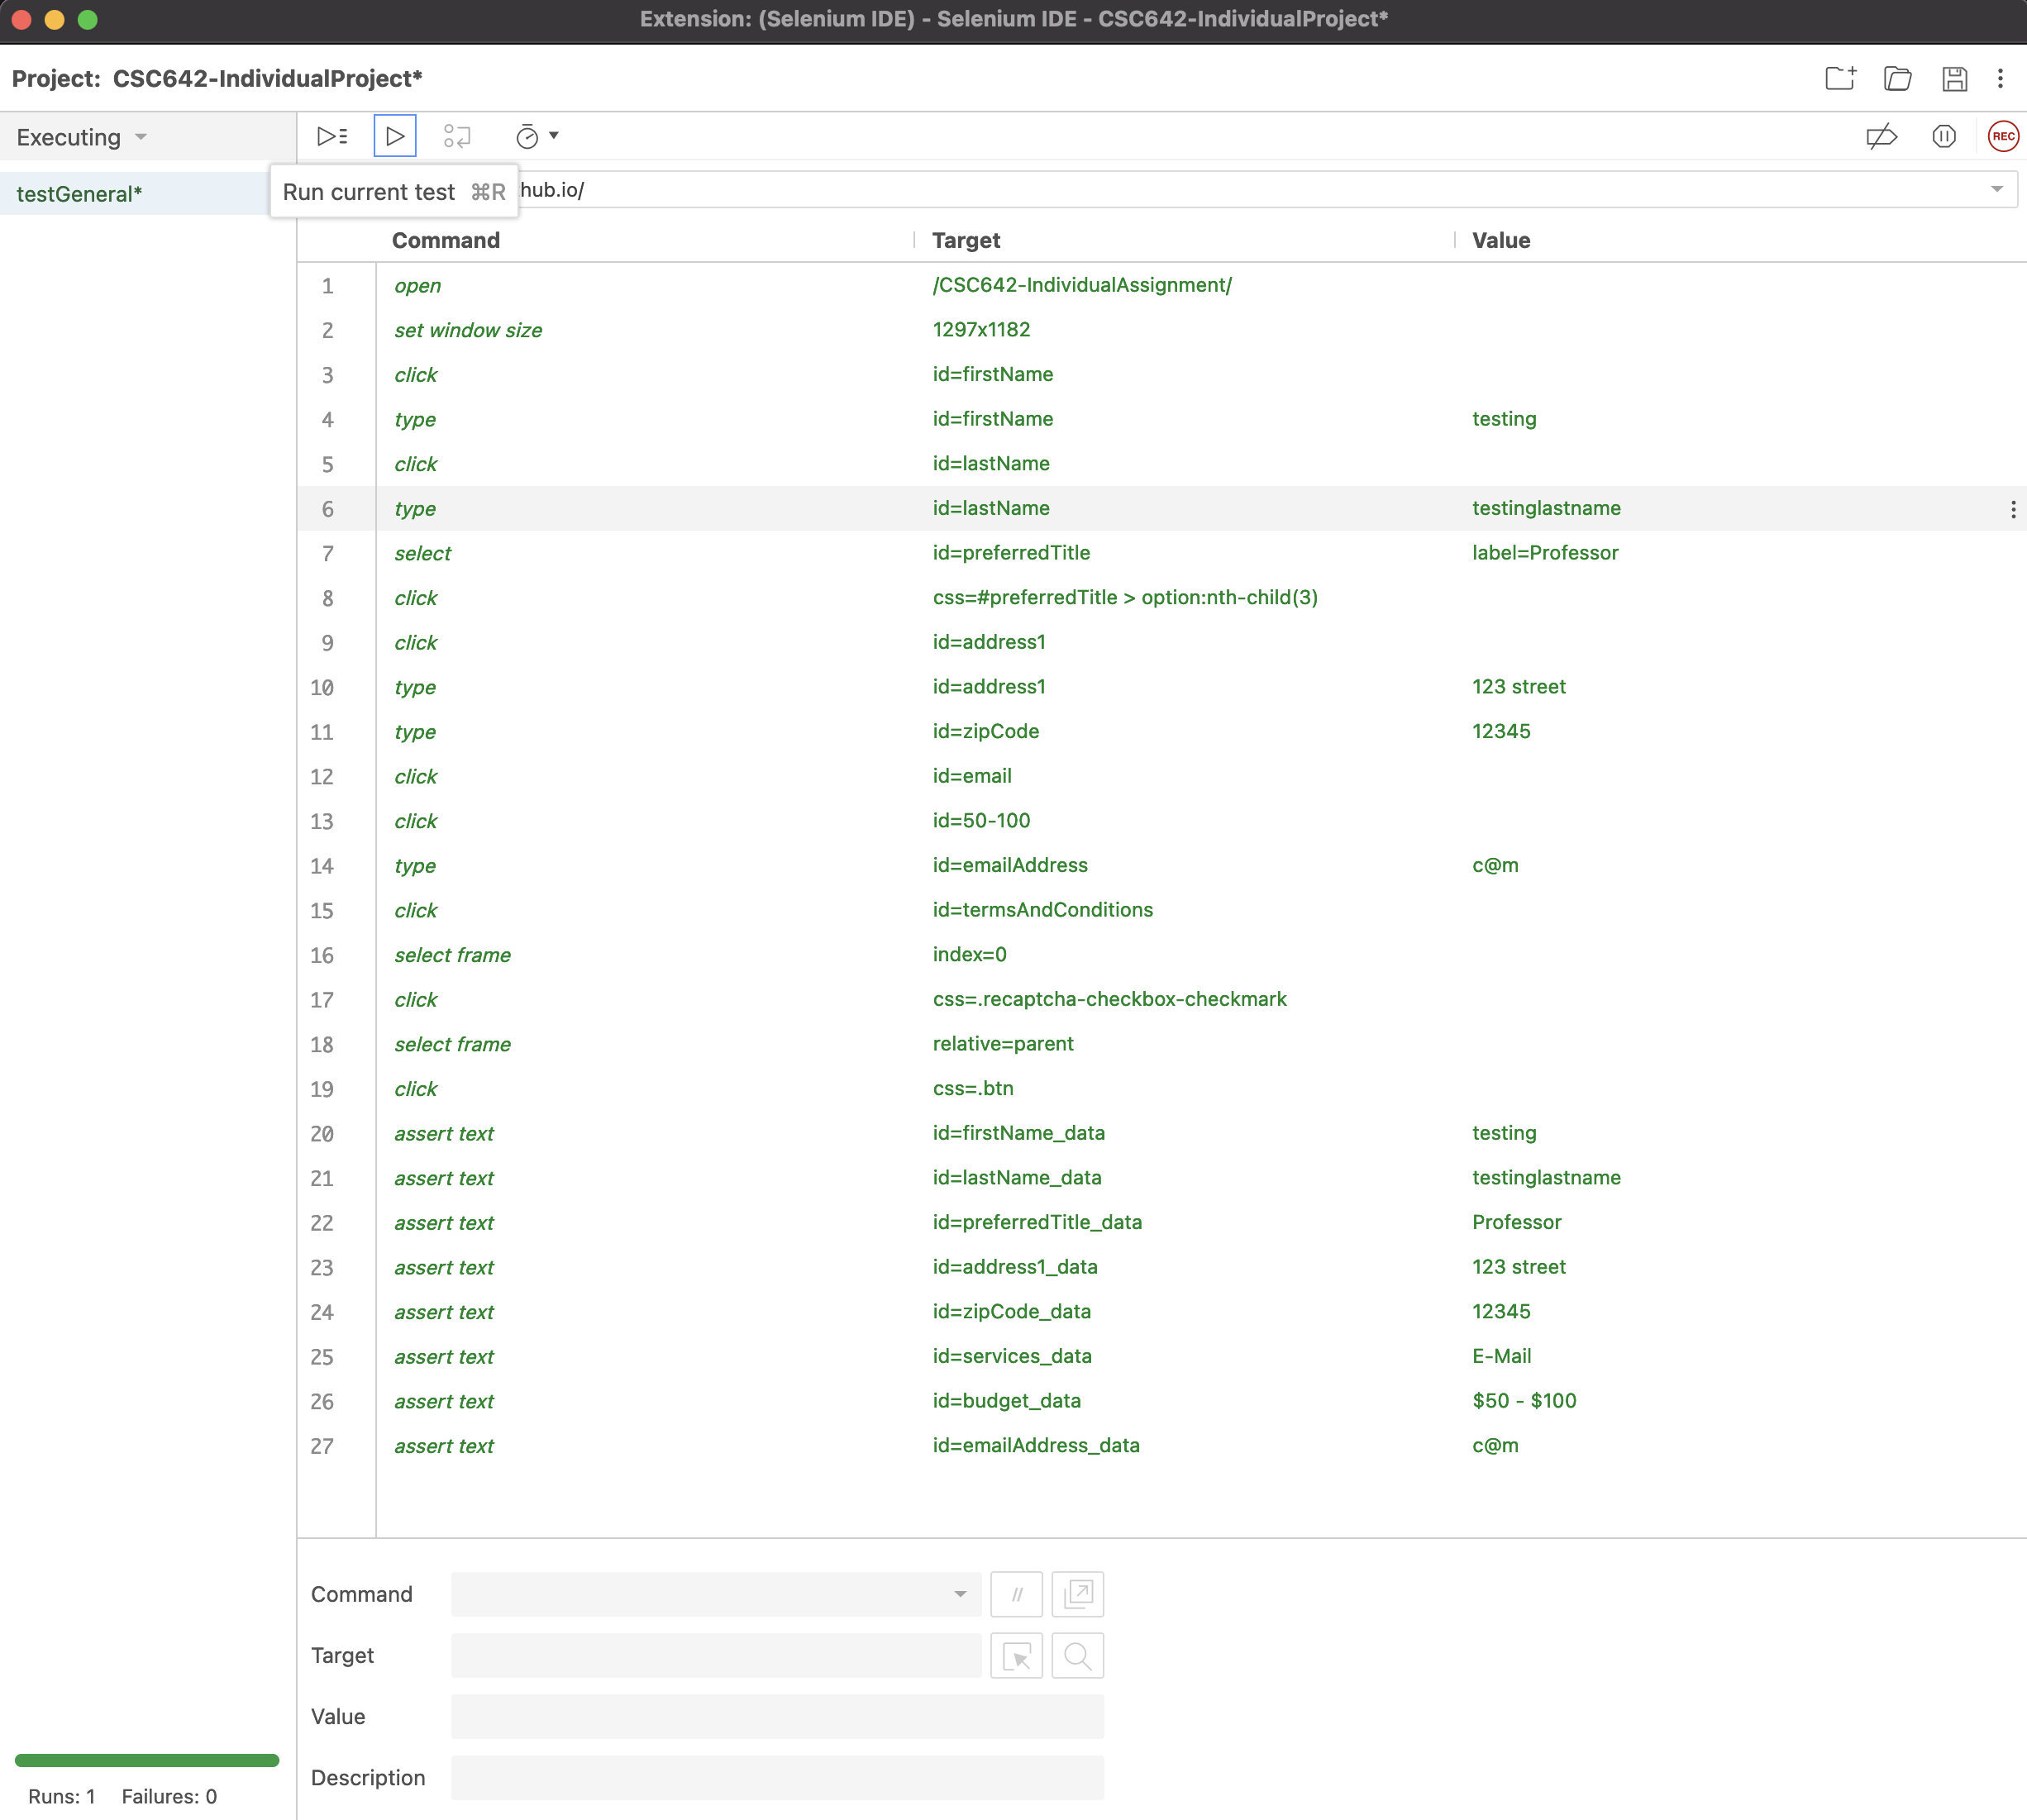 Extension: (Selenium IDE) - Selenium IDE - CSC642-IndividualProject*
Project: CSC642-IndividualProject*
Executing
REC
testGeneral*
Run current test ⌘R
hub.io/
Command Target Value
1 open /CSC642-IndividualAssignment/
2 set window size 1297x1182
3 click id=firstName
4 type id=firstName testing
5 click id=lastName
6 type id=lastName testinglastname
7 select id=preferredTitle label=Professor
8 click css=#preferredTitle > option:nth-child(3)
9 click id=address1
10 type id=address1 123 street
11 type id=zipCode 12345
12 click id=email
13 click id=50-100
14 type id=emailAddress c@m
15 click id=termsAndConditions
16 select frame index=0
17 click css=.recaptcha-checkbox-checkmark
18 select frame relative=parent
19 click css=.btn
20 assert text id=firstName_data testing
21 assert text id=lastName_data testinglastname
22 assert text id=preferredTitle_data Professor
23 assert text id=address1_data 123 street
24 assert text id=zipCode_data 12345
25 assert text id=services_data E-Mail
26 assert text id=budget_data $50 - $100
27 assert text id=emailAddress_data c@m
Command //
Target
Value
Description
Runs: 1 Failures: 0